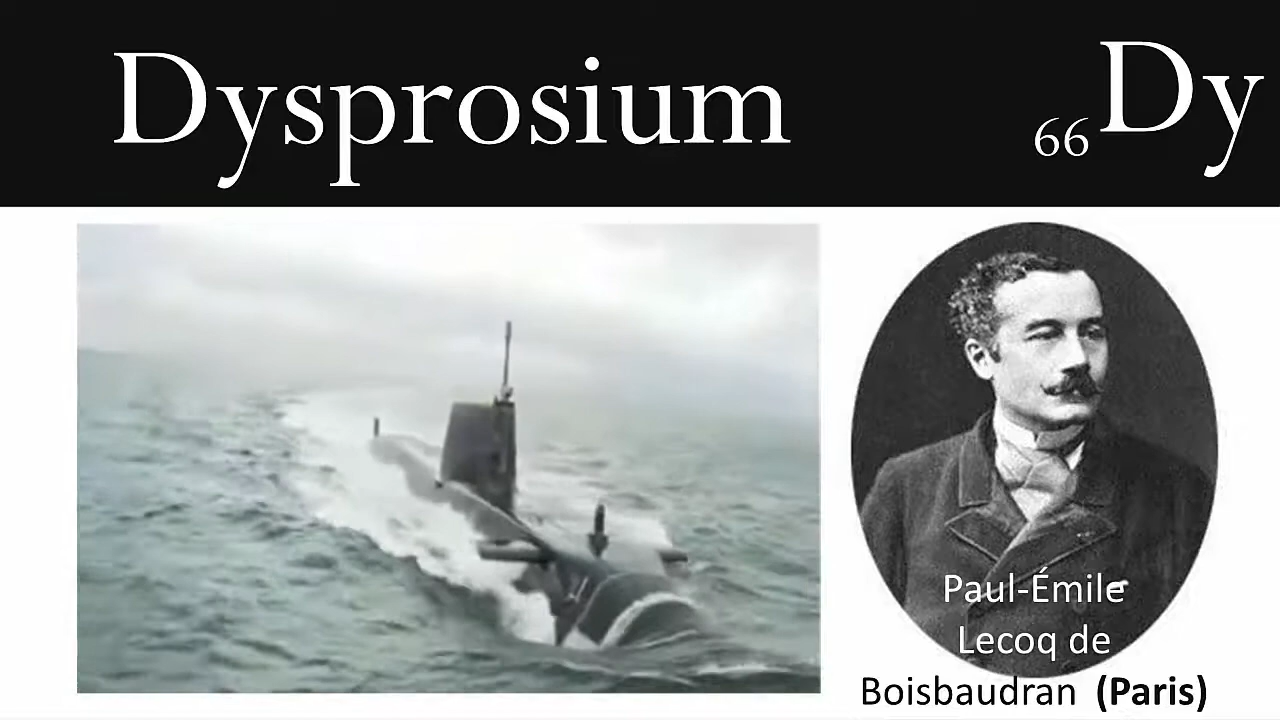 Dysprosium
66Dy
Paul-Émile
Lecoq de
Boisbaudran (Paris)